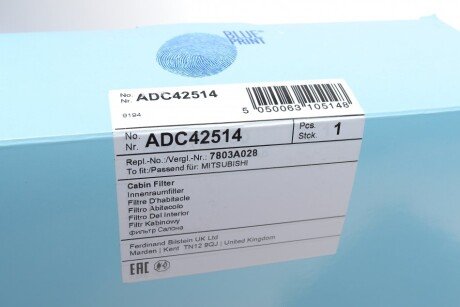 BLUE
PRINT
No.
Nr. ADC42514
5 050063 105148
9194
No.
Nr. ADC42514
Pcs.
Stck. 1
Repl.-No.:/Vergl.-Nr.: 7803A028
To fit:/Passend für: MITSUBISHI
Cabin Filter
Innenraumfilter
Filtre D'habitacle
Filtro Abitacolo
Filtro Del Interior
Filtr Kabinowy
Фильтр Салона
Ferdinand Bilstein UK Ltd
Marden | Kent TN12 9QJ | United Kingdom
EAC